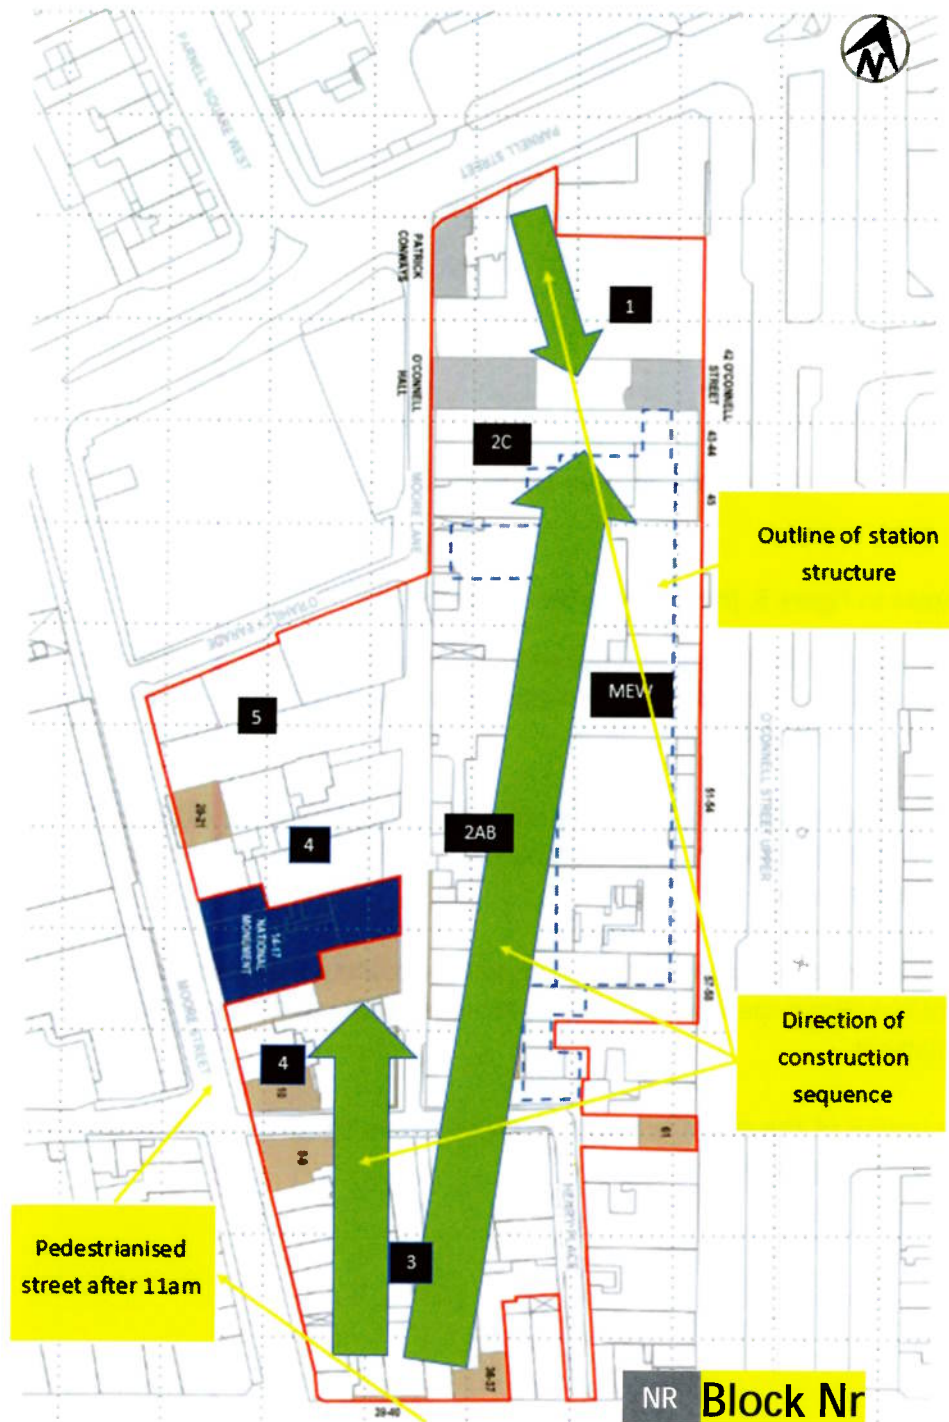 N
PARNELL SQUARE WEST
PARNELL STREET
PATRICK
CONWAYS
1
O'CONNELL
HALL
42 O'CONNELL
STREET
2C
43-44
45
MOORE LANE
Outline of station
structure
O'RAHILLY PARADE
MEW
5
O'CONNELL STREET UPPER
51-54
20-21
2AB
4
14-17
NATIONAL
MONUMENT
57-58
MOORE STREET
Direction of
construction
sequence
4
10
61
8-9
HENRY PLACE
Pedestrianised
street after 11am
3
36-37
39-40
NR Block Nr